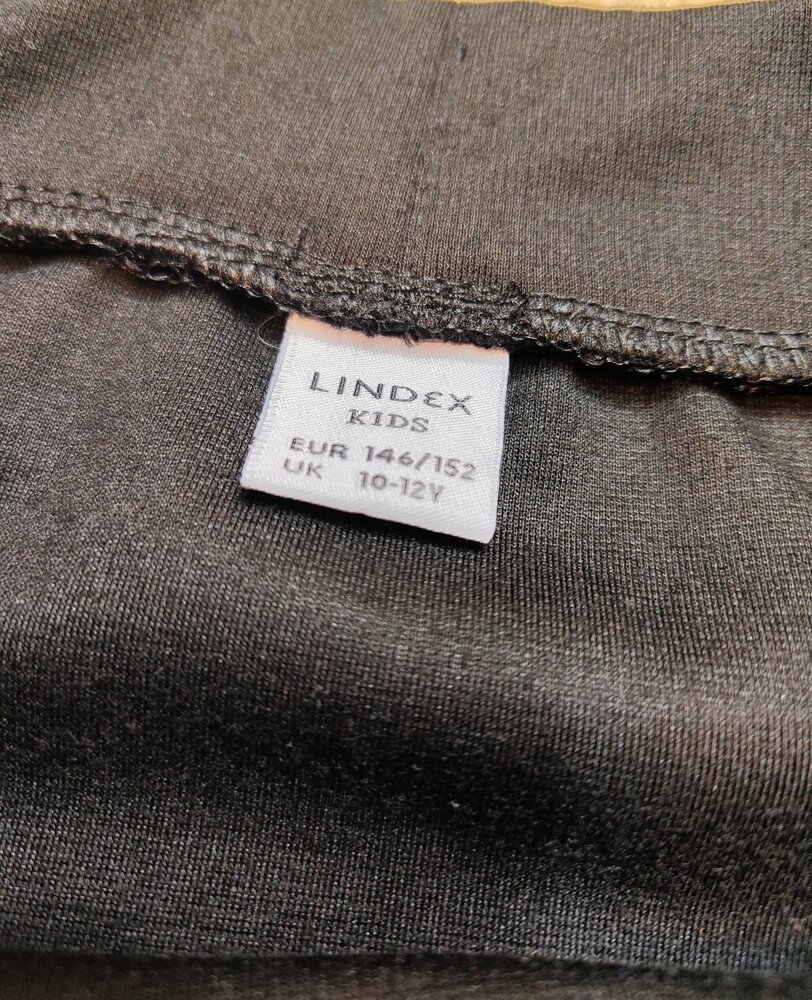 LINDEX
KIDS
EUR 146/152
UK 10-12Y